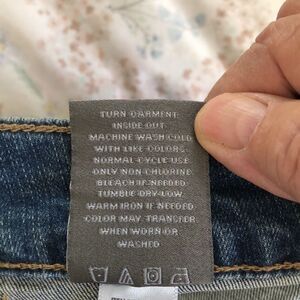 TURN GARMENT
INSIDE OUT
MACHINE WASH COLD
WITH LIKE COLORS
NORMAL CYCLE USE
ONLY NON CHLORINE
BLEACH IF NEEDED
TUMBLE DRY LOW
WARM IRON IF NEEDED
COLOR MAY TRANSFER
WHEN WORN OR
WASHED